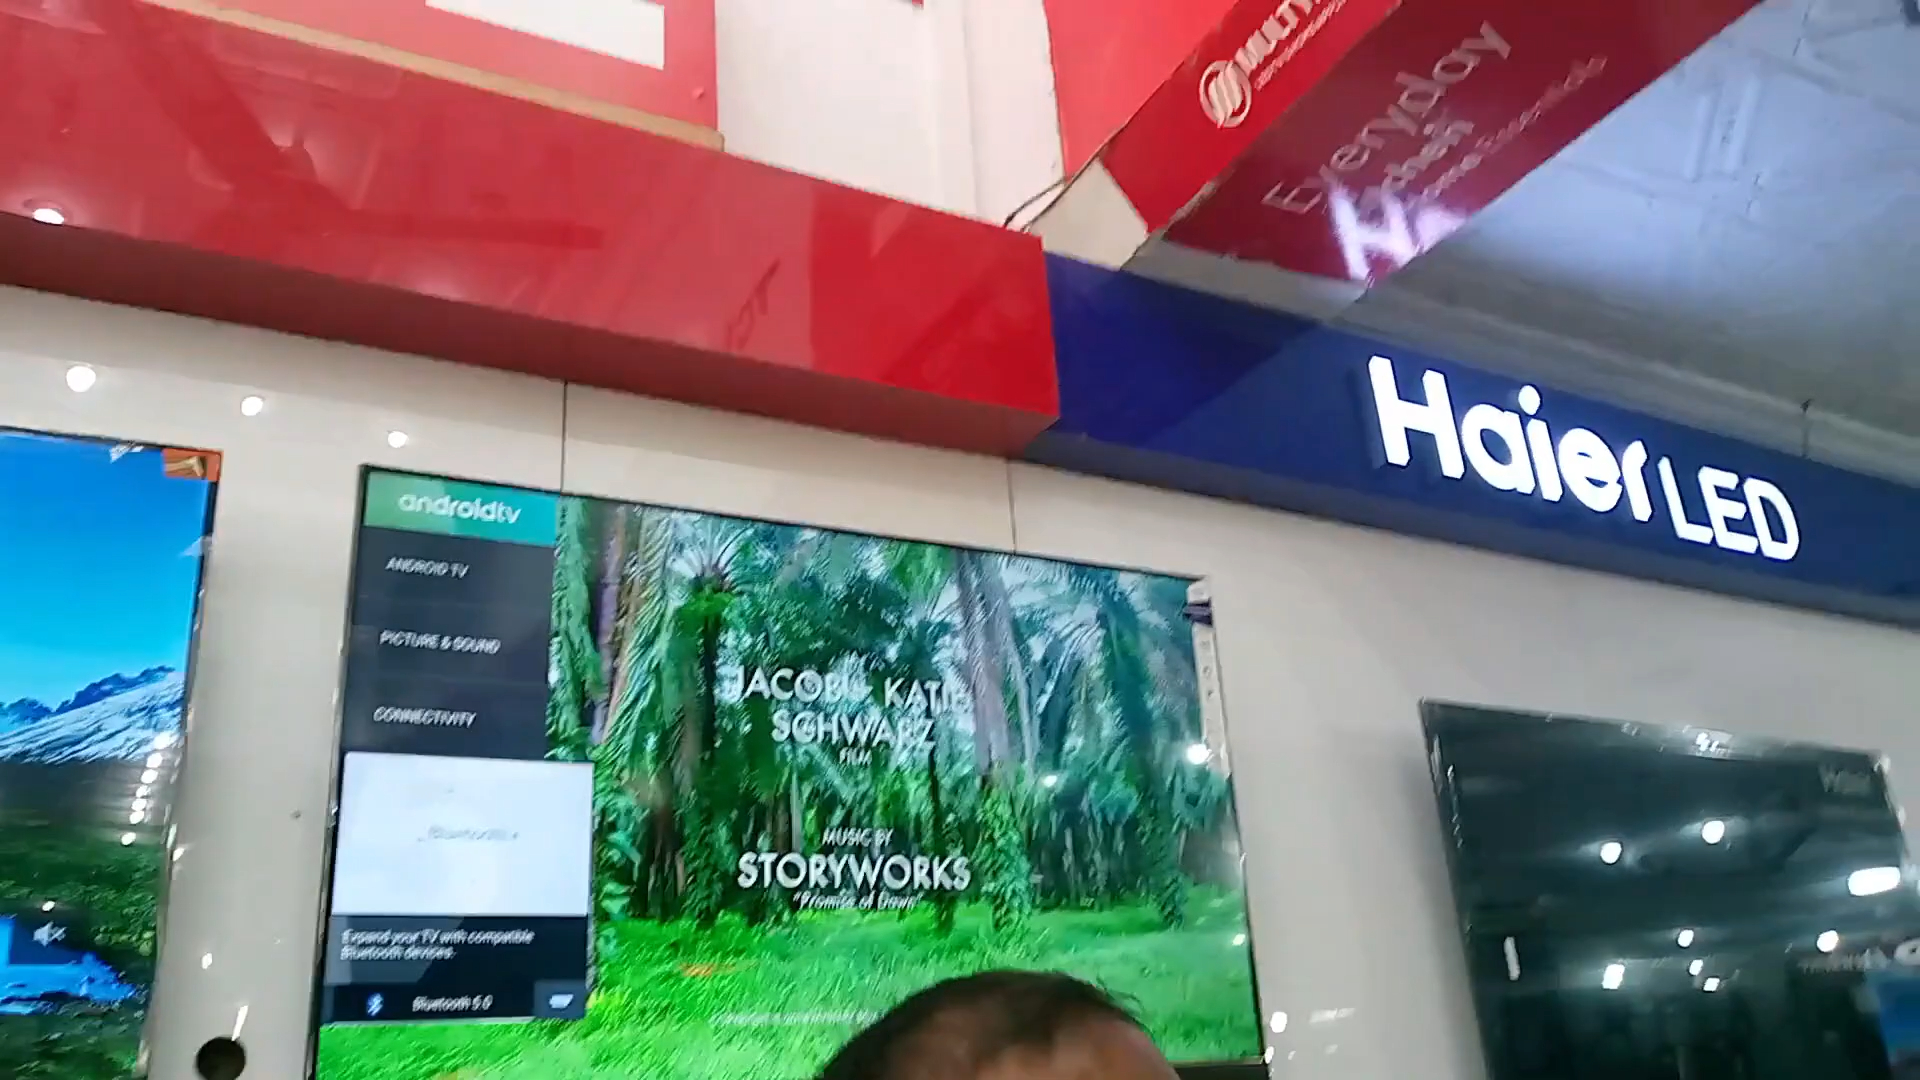 Everyday
Haier LED
androidtv
ANDROID TV
PICTURE & SOUND
CONNECTIVITY
JACOB & KATIE
SCHWARZ
FILM
MUSIC BY
STORYWORKS
"Promise of Dawn"
Bluetooth
Expand your TV with compatible
Bluetooth devices.
Bluetooth 5.0